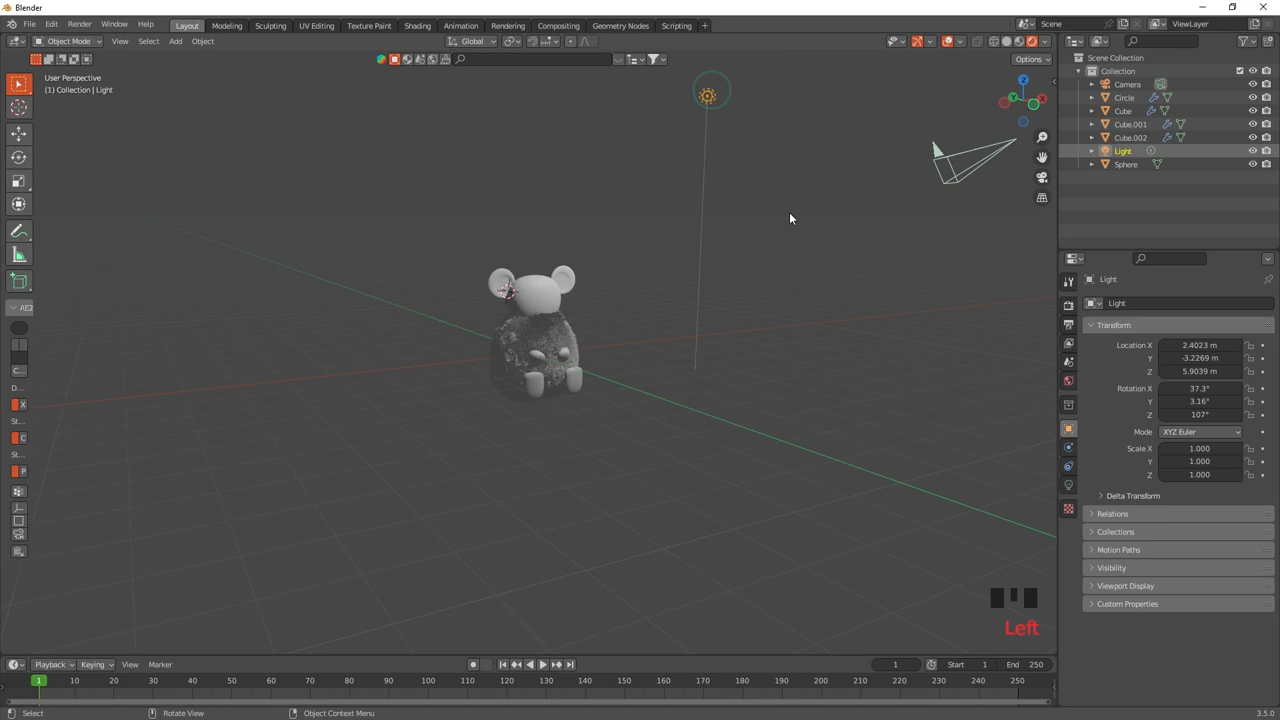 Blender
File Edit Render Window Help
Layout Modeling Sculpting UV Editing Texture Paint Shading Animation Rendering Compositing Geometry Nodes Scripting +
Scene ViewLayer
Object Mode View Select Add Object Global
Options
User Perspective
(1) Collection | Light
Z
Y X
AE2
C...
D...
X
St...
C
St...
P
Scene Collection
Collection
Camera
Circle
Cube
Cube.001
Cube.002
Light
Sphere
Light
Light
Transform
Location X 2.4023 m
Y -3.2269 m
Z 5.9039 m
Rotation X 37.3°
Y 3.16°
Z 107°
Mode XYZ Euler
Scale X 1.000
Y 1.000
Z 1.000
Delta Transform
Relations
Collections
Motion Paths
Visibility
Viewport Display
Custom Properties
Left
Playback Keying View Marker 1 Start 1 End 250
1 10 20 30 40 50 60 70 80 90 100 110 120 130 140 150 160 170 180 190 200 210 220 230 240 250
Select Rotate View Object Context Menu 3.5.0